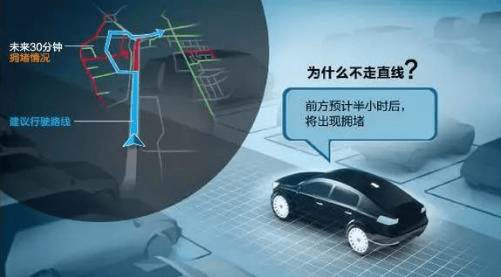 未来30分钟
拥堵情况
建议行驶路线
为什么不走直线?
前方预计半小时后，
将出现拥堵